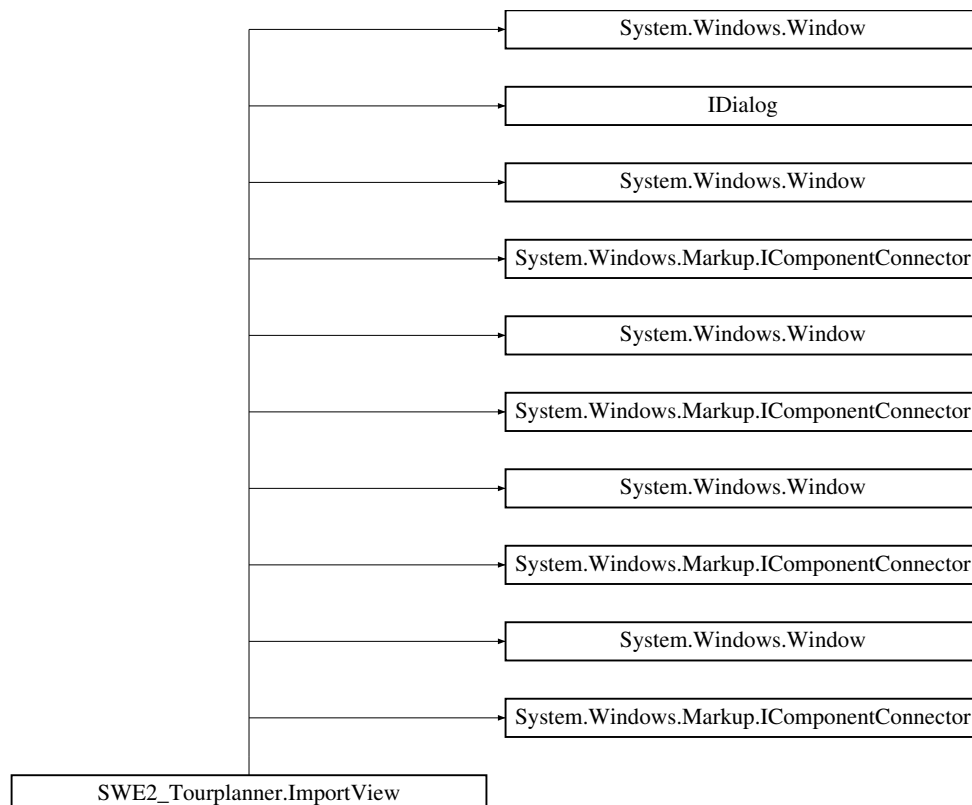 System.Windows.Window
IDialog
System.Windows.Window
System.Windows.Markup.IComponentConnector
System.Windows.Window
System.Windows.Markup.IComponentConnector
System.Windows.Window
System.Windows.Markup.IComponentConnector
System.Windows.Window
System.Windows.Markup.IComponentConnector
SWE2_Tourplanner.ImportView